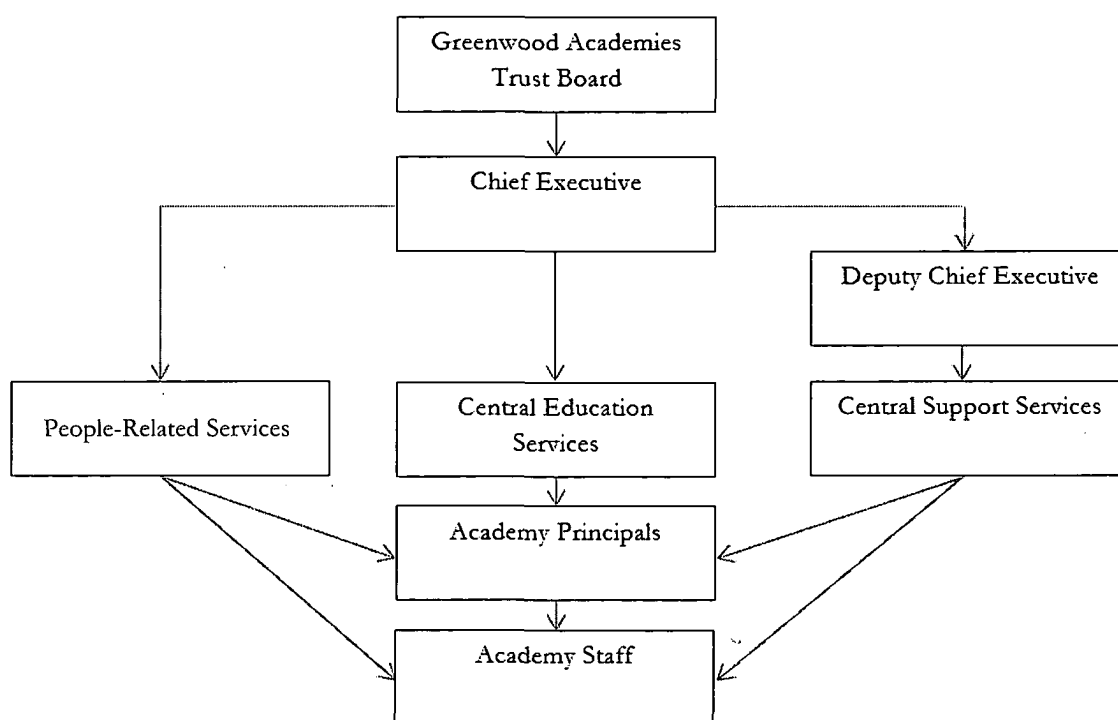 Greenwood Academies
Trust Board
Chief Executive
Deputy Chief Executive
People-Related Services
Central Education
Services
Central Support Services
Academy Principals
Academy Staff